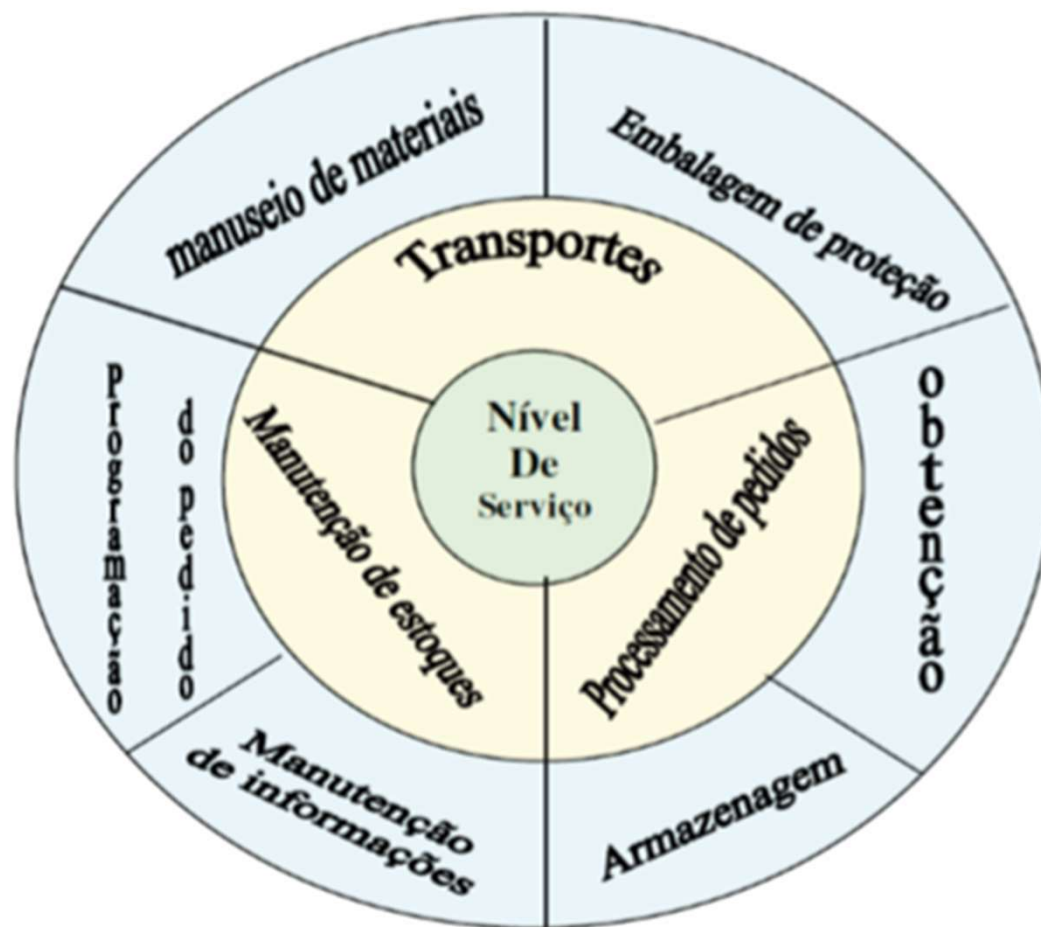 manuseio de materiais
Embalagem de proteção
Transportes
Nível
De
Serviço
Manutenção de estoques
Processamento de pedidos
Programação
do pedido
obtenção
Manutenção
de informações
Armazenagem